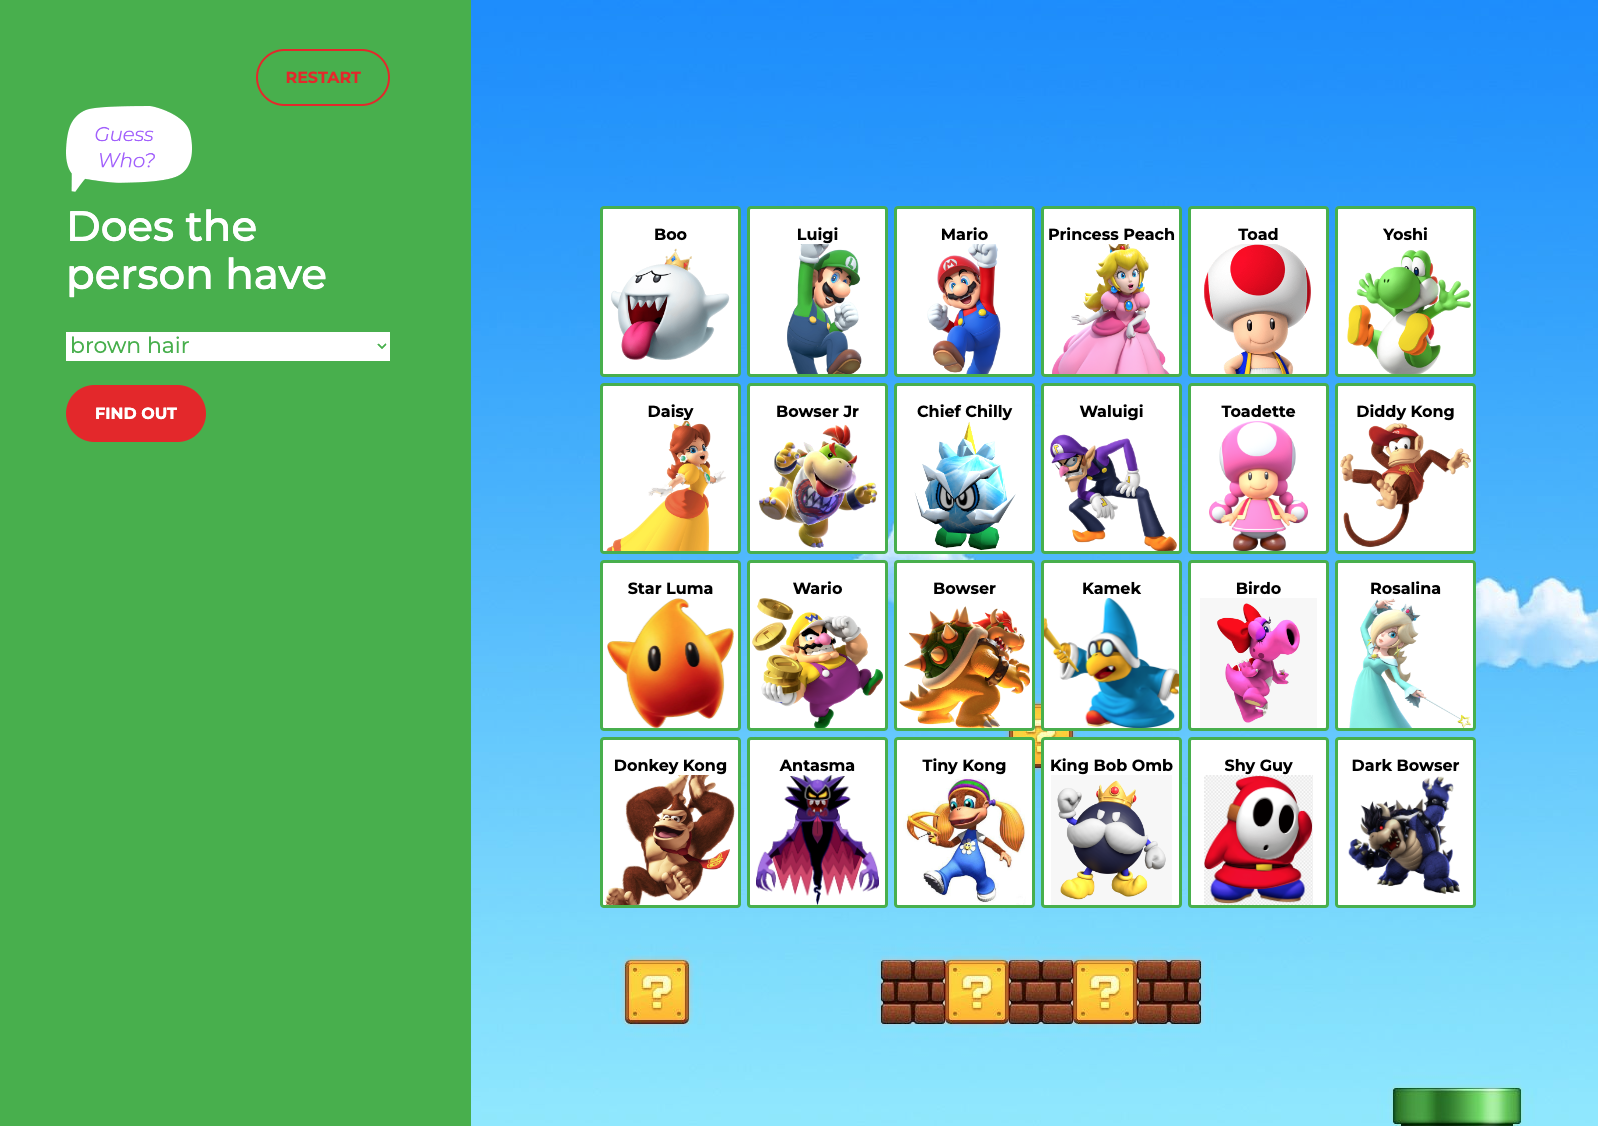 RESTART
Guess
Who?
Does the
person have
brown hair
FIND OUT
Boo
Luigi
Mario
Princess Peach
Toad
Yoshi
Daisy
Bowser Jr
Chief Chilly
Waluigi
Toadette
Diddy Kong
Star Luma
Wario
Bowser
Kamek
Birdo
Rosalina
Donkey Kong
Antasma
Tiny Kong
King Bob Omb
Shy Guy
Dark Bowser
?
?
?